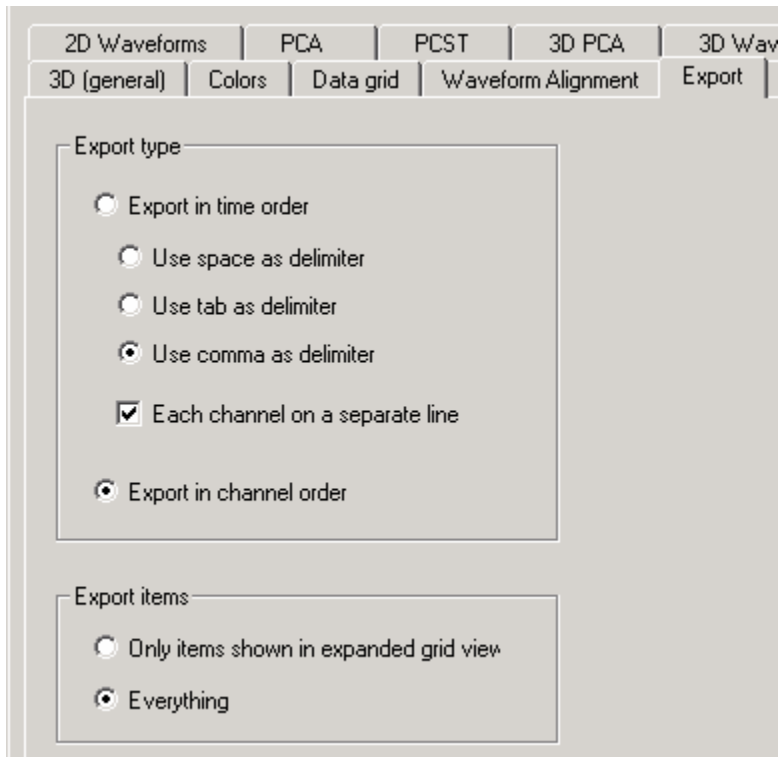 2D Waveforms PCA PCST 3D PCA 3D Wav
3D (general) Colors Data grid Waveform Alignment Export
Export type
Export in time order
Use space as delimiter
Use tab as delimiter
Use comma as delimiter
Each channel on a separate line
Export in channel order
Export items
Only items shown in expanded grid view
Everything